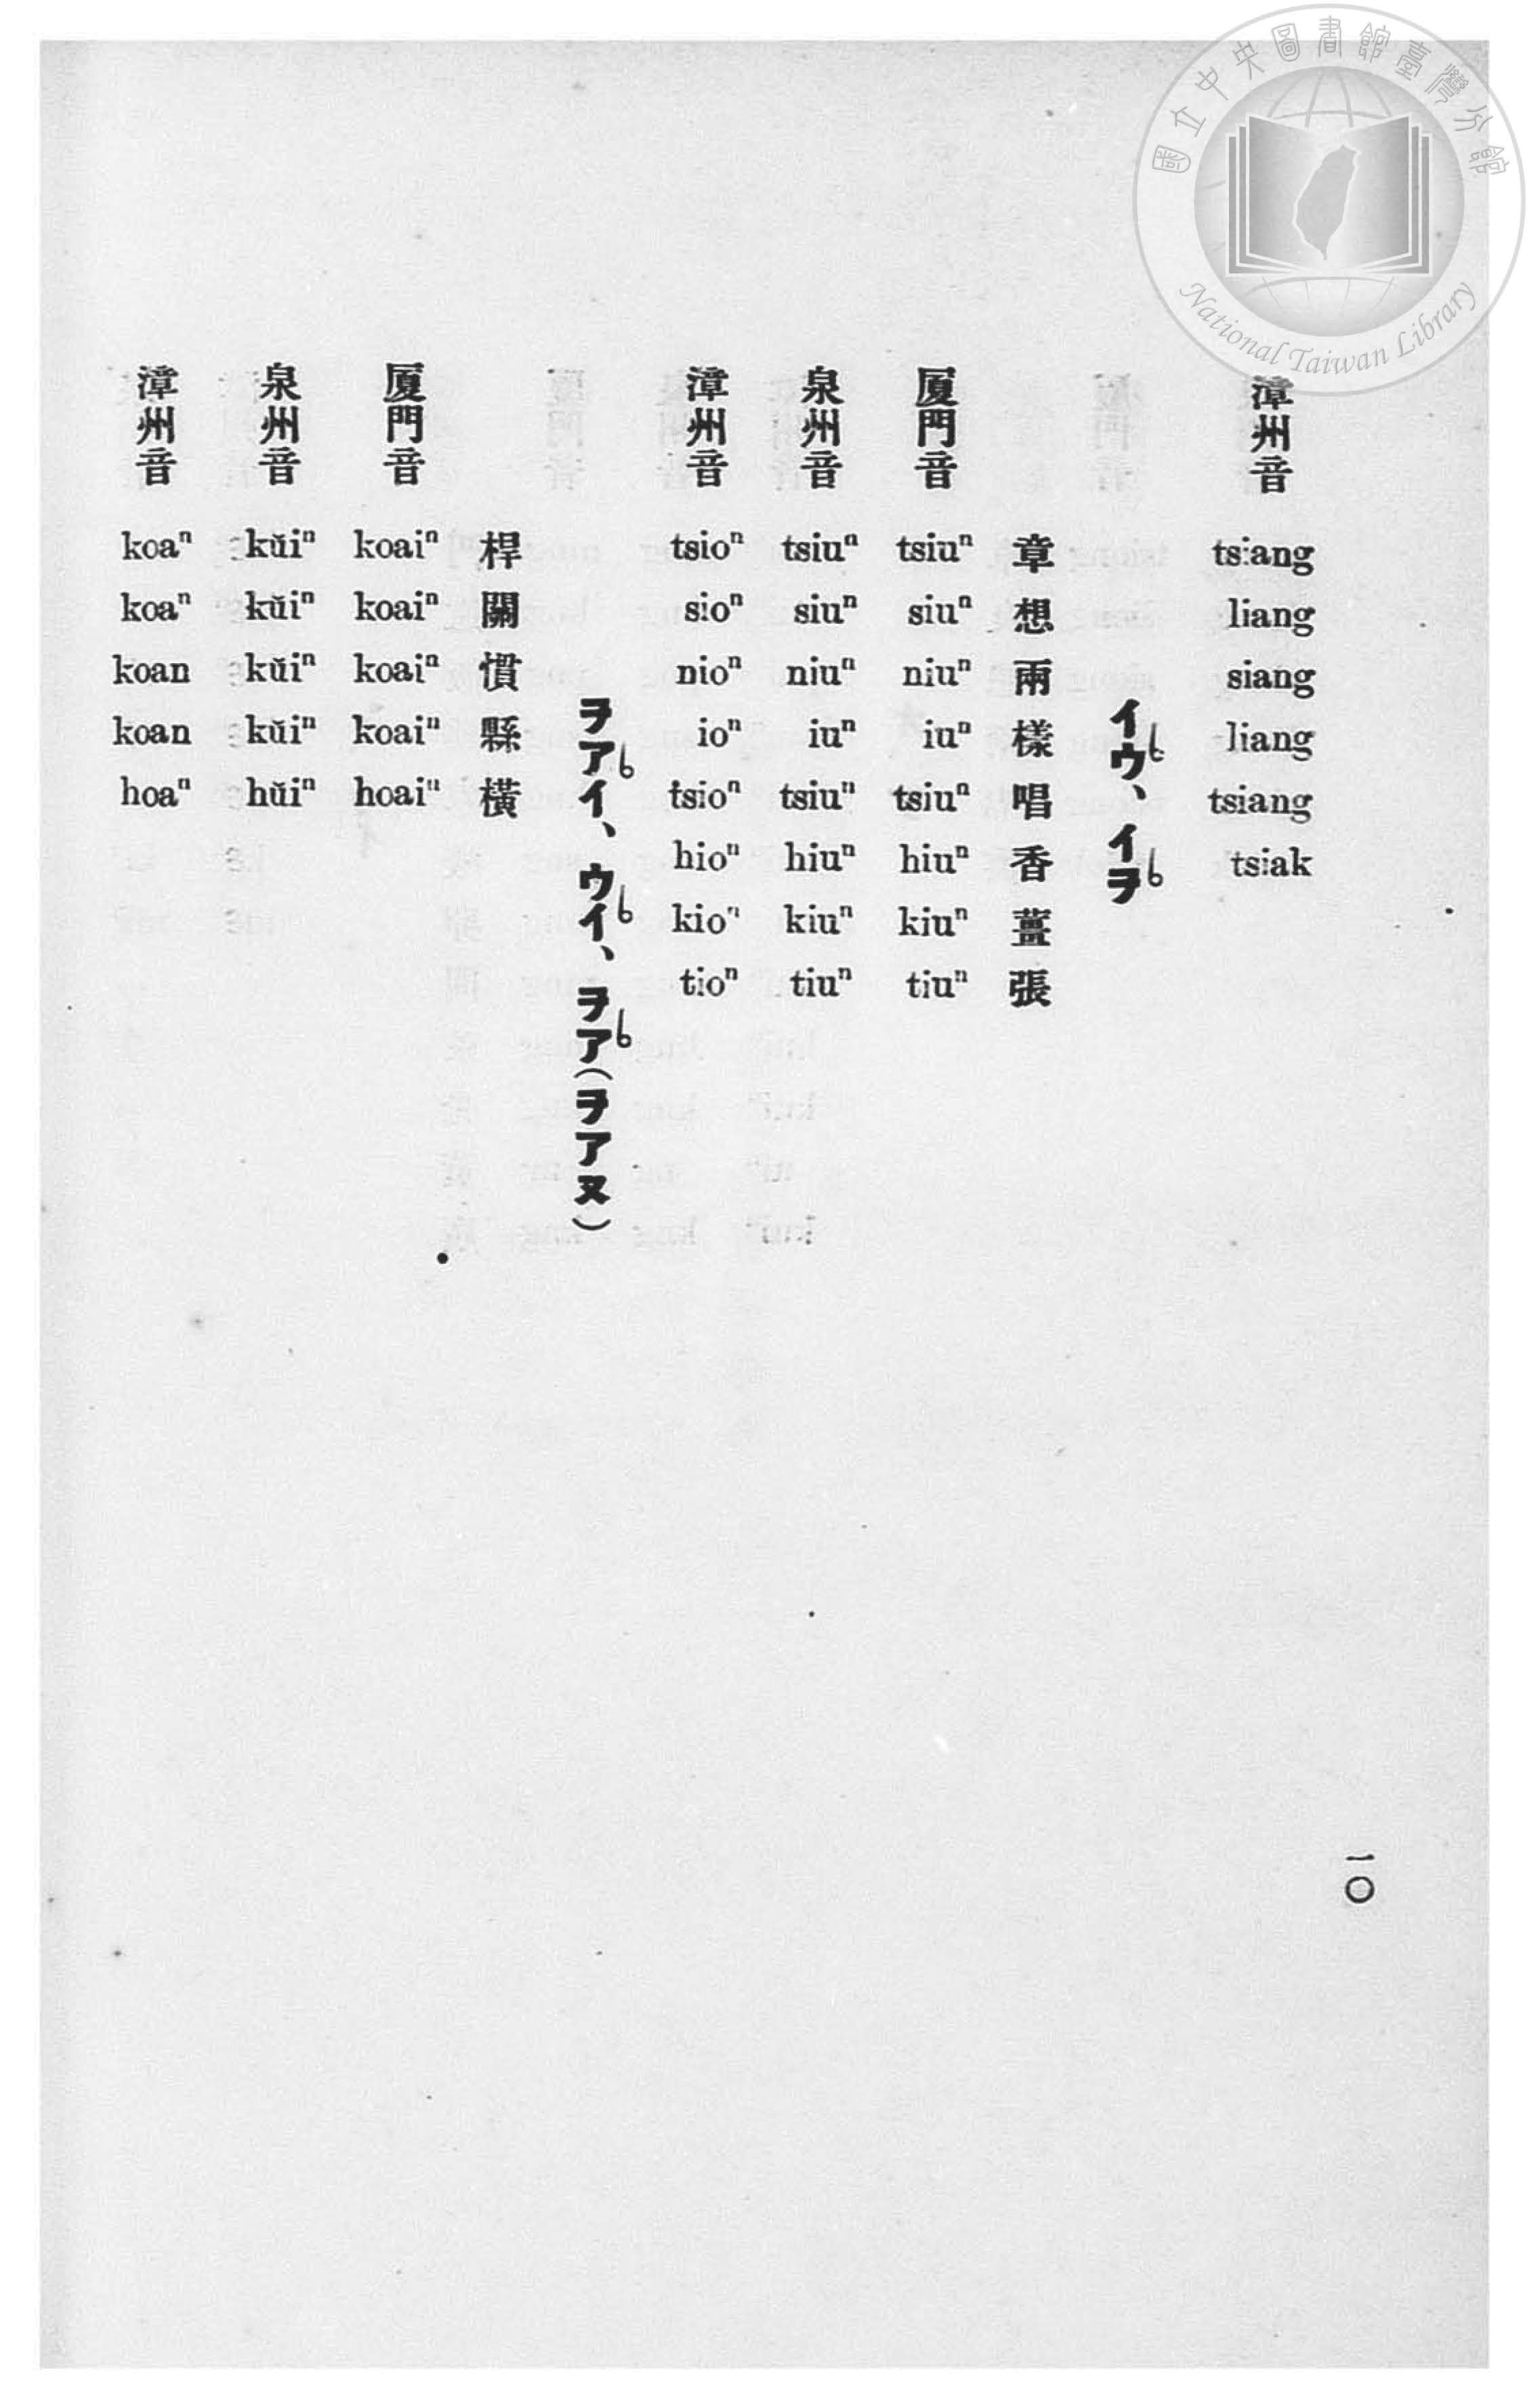 國立中央圖書館臺灣分館
National Taiwan Library
漳州音 tsiang liang siang liang tsiang tsiak
イウ、イヲ
章 想 兩 樣 唱 香 薑 張
厦門音 tsiuⁿ siuⁿ niuⁿ iuⁿ tsiuⁿ hiuⁿ kiuⁿ tiuⁿ
泉州音 tsiuⁿ siuⁿ niuⁿ iuⁿ tsiuⁿ hiuⁿ kiuⁿ tiuⁿ
漳州音 tsioⁿ sioⁿ nioⁿ ioⁿ tsioⁿ hioⁿ kioⁿ tioⁿ
ヲアイ、ウイ、ヲア(ヲアヌ)
桿 關 慣 縣 橫
厦門音 koaiⁿ koaiⁿ koaiⁿ koaiⁿ hoaiⁿ
泉州音 kŭiⁿ kŭiⁿ kŭiⁿ kŭiⁿ hŭiⁿ
漳州音 koaⁿ koaⁿ koan koan hoaⁿ
一〇